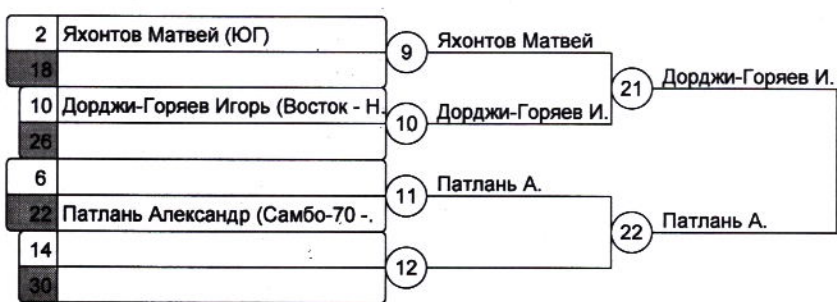 2 Яхонтов Матвей (ЮГ)
18
9 Яхонтов Матвей
10 Дорджи-Горяев Игорь (Восток - Н.
26
10 Дорджи-Горяев И.
21 Дорджи-Горяев И.
6
22 Патлань Александр (Самбо-70 -.
11 Патлань А.
14
30
12
22 Патлань А.